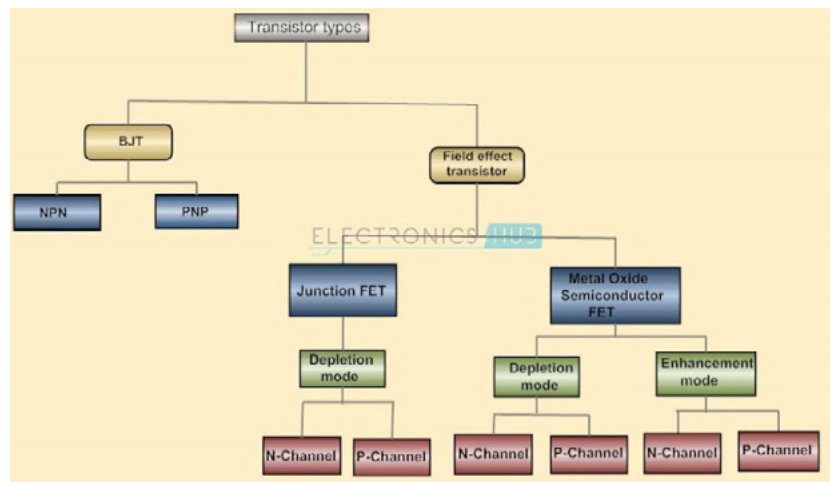 Transistor types
BJT
Field effect
transistor
NPN
PNP
ELECTRONICS HUB
Junction FET
Metal Oxide
Semiconductor
FET
Depletion
mode
Depletion
mode
Enhancement
mode
N-Channel
P-Channel
N-Channel
P-Channel
N-Channel
P-Channel